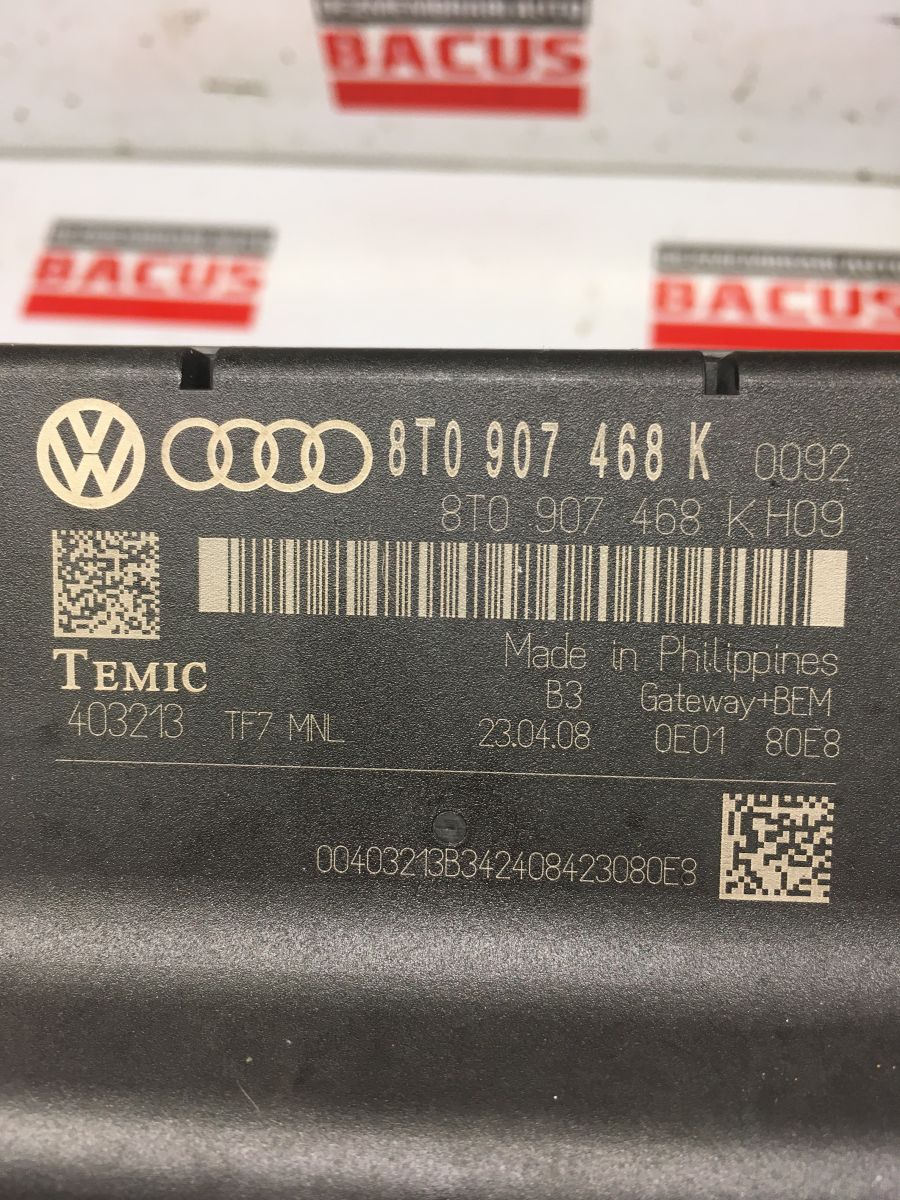 BACUS
BACUS
BACUS
8T0 907 468 K 0092
8T0 907 468 K H09
TEMIC
Made in Philippines
B3 Gateway+BEM
403213 TF7 MNL 23.04.08 0E01 80E8
00403213B342408423080E8